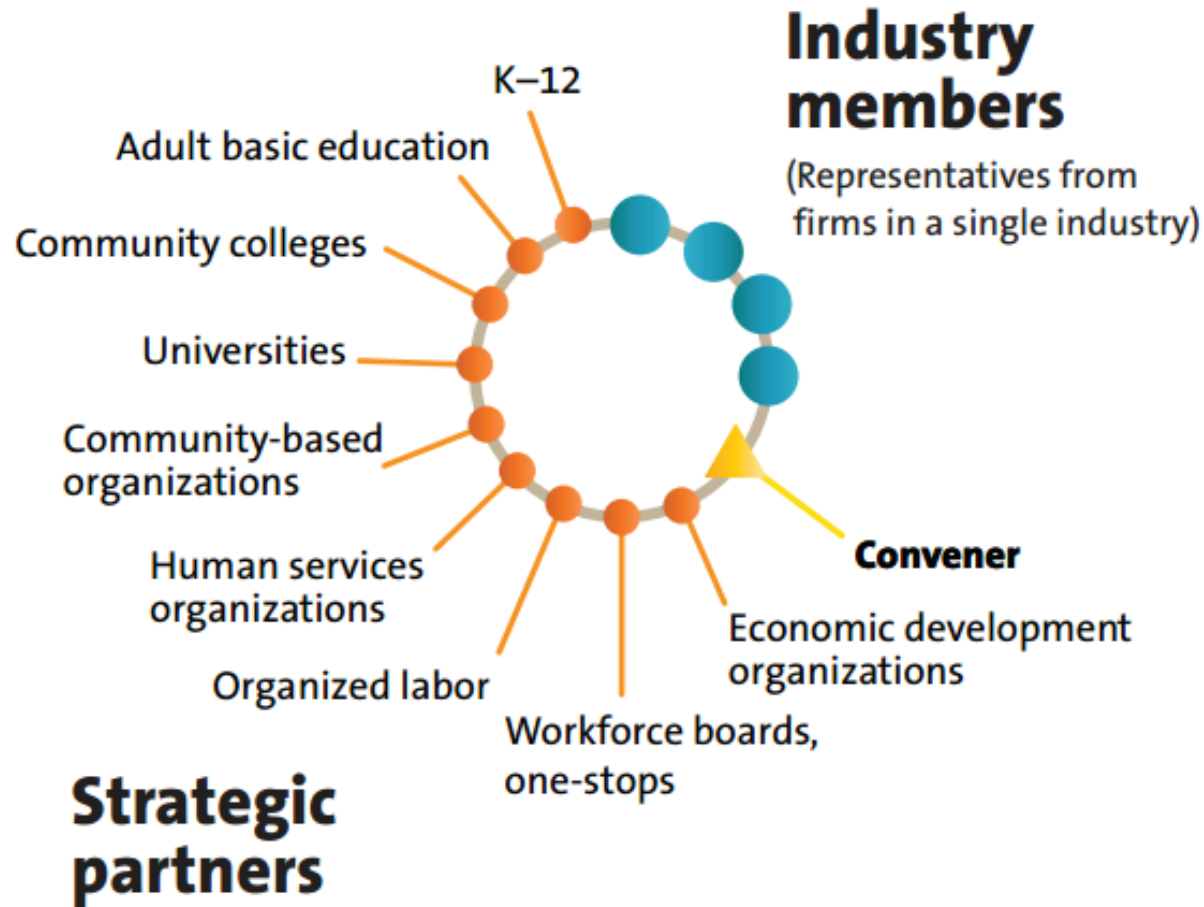 Industry
members
(Representatives from
firms in a single industry)
K–12
Adult basic education
Community colleges
Universities
Community-based
organizations
Human services
organizations
Organized labor
Workforce boards,
one-stops
Economic development
organizations
Convener
Strategic
partners